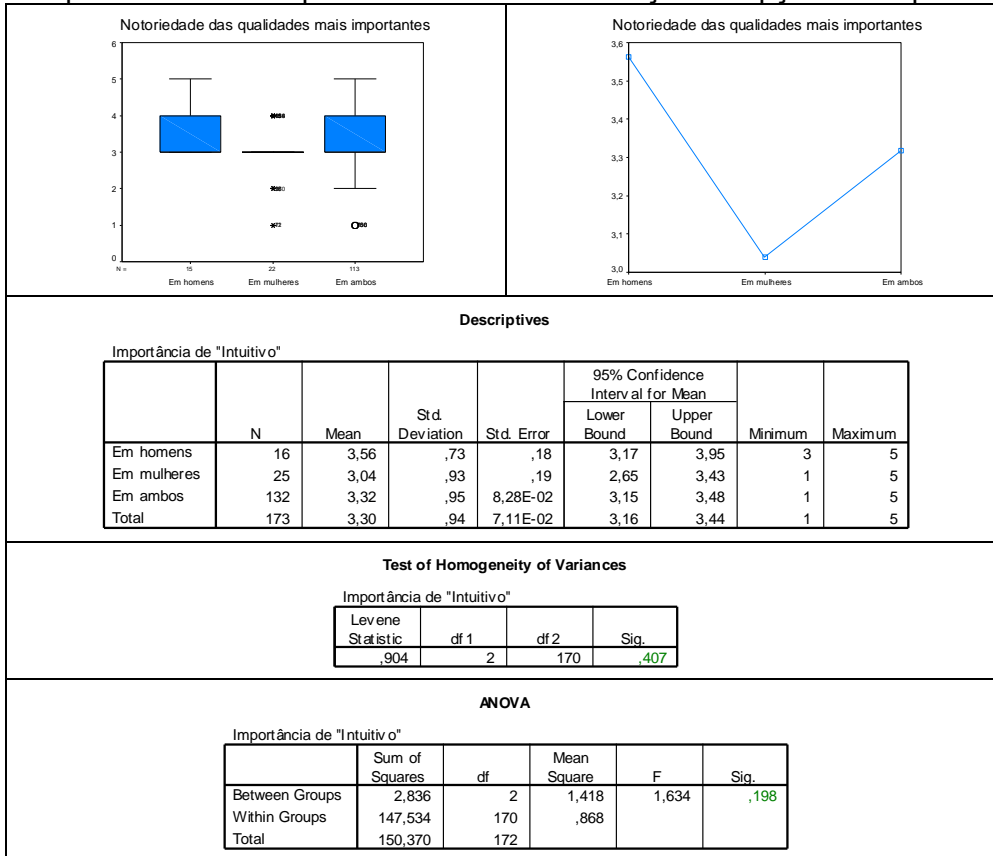 Notoriedade das qualidades mais importantes
6
5
4
3
2
1
0
N =
15
22
113
Em homens
Em mulheres
Em ambos
Notoriedade das qualidades mais importantes
3,6
3,5
3,4
3,3
3,2
3,1
3,0
Em homens
Em mulheres
Em ambos
Descriptives
Importância de "Intuitivo"
N Mean Std. Deviation Std. Error 95% Confidence Interval for Mean Lower Bound Upper Bound Minimum Maximum
Em homens 16 3,56 ,73 ,18 3,17 3,95 3 5
Em mulheres 25 3,04 ,93 ,19 2,65 3,43 1 5
Em ambos 132 3,32 ,95 8,28E-02 3,15 3,48 1 5
Total 173 3,30 ,94 7,11E-02 3,16 3,44 1 5
Test of Homogeneity of Variances
Importância de "Intuitivo"
Levene Statistic df1 df2 Sig.
,904 2 170 ,407
ANOVA
Importância de "Intuitivo"
Sum of Squares df Mean Square F Sig.
Between Groups 2,836 2 1,418 1,634 ,198
Within Groups 147,534 170 ,868
Total 150,370 172